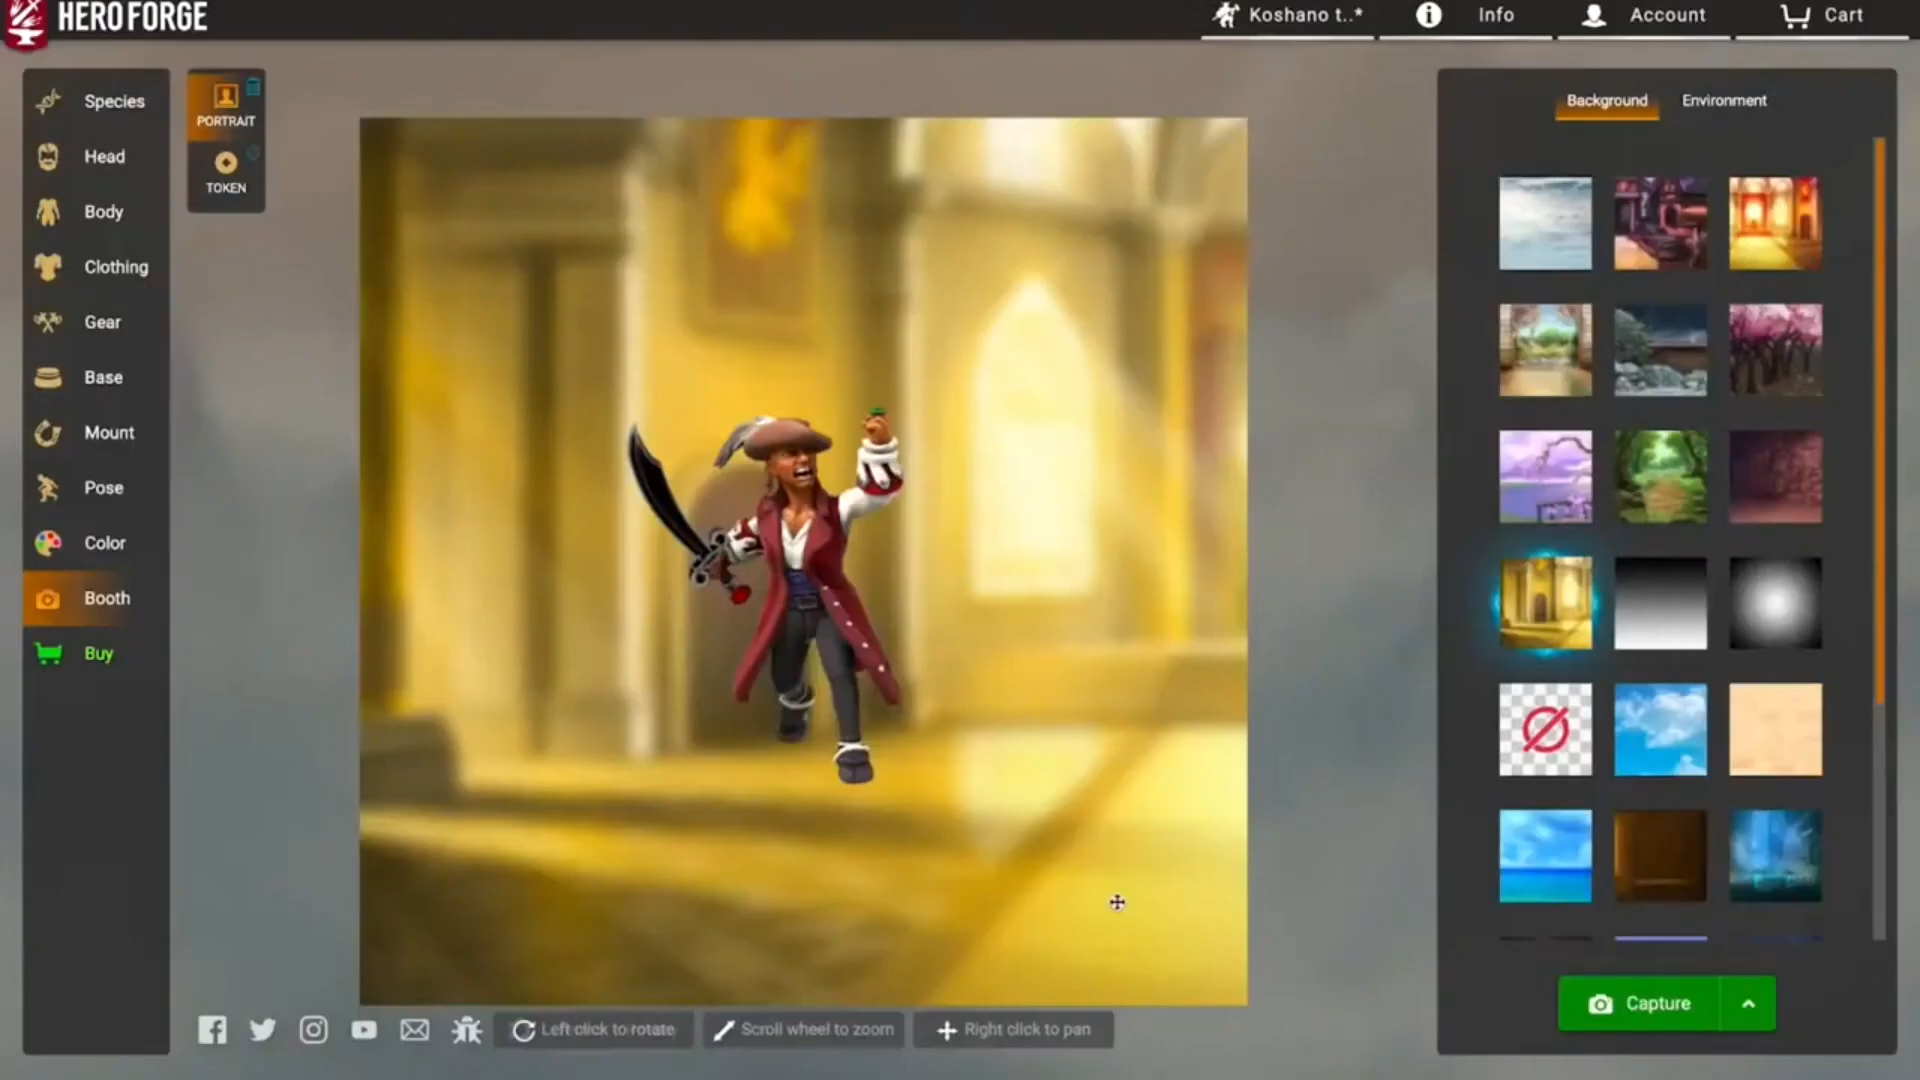 HERO FORGE
Koshano t..*
Info
Account
Cart
Species
Head
Body
Clothing
Gear
Base
Mount
Pose
Color
Booth
Buy
PORTRAIT
TOKEN
Background
Environment
Capture
Left click to rotate
Scroll wheel to zoom
Right click to pan